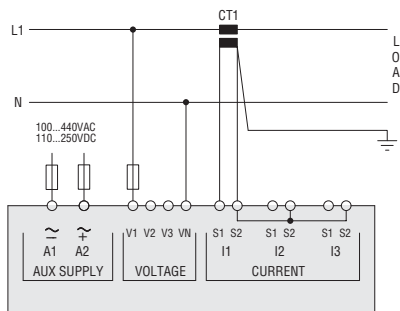 CT1
L1
LOAD
N
100...440VAC
110...250VDC
V1 V2 V3 VN S1 S2 S1 S2 S1 S2
A1 A2 I1 I2 I3
AUX SUPPLY VOLTAGE CURRENT